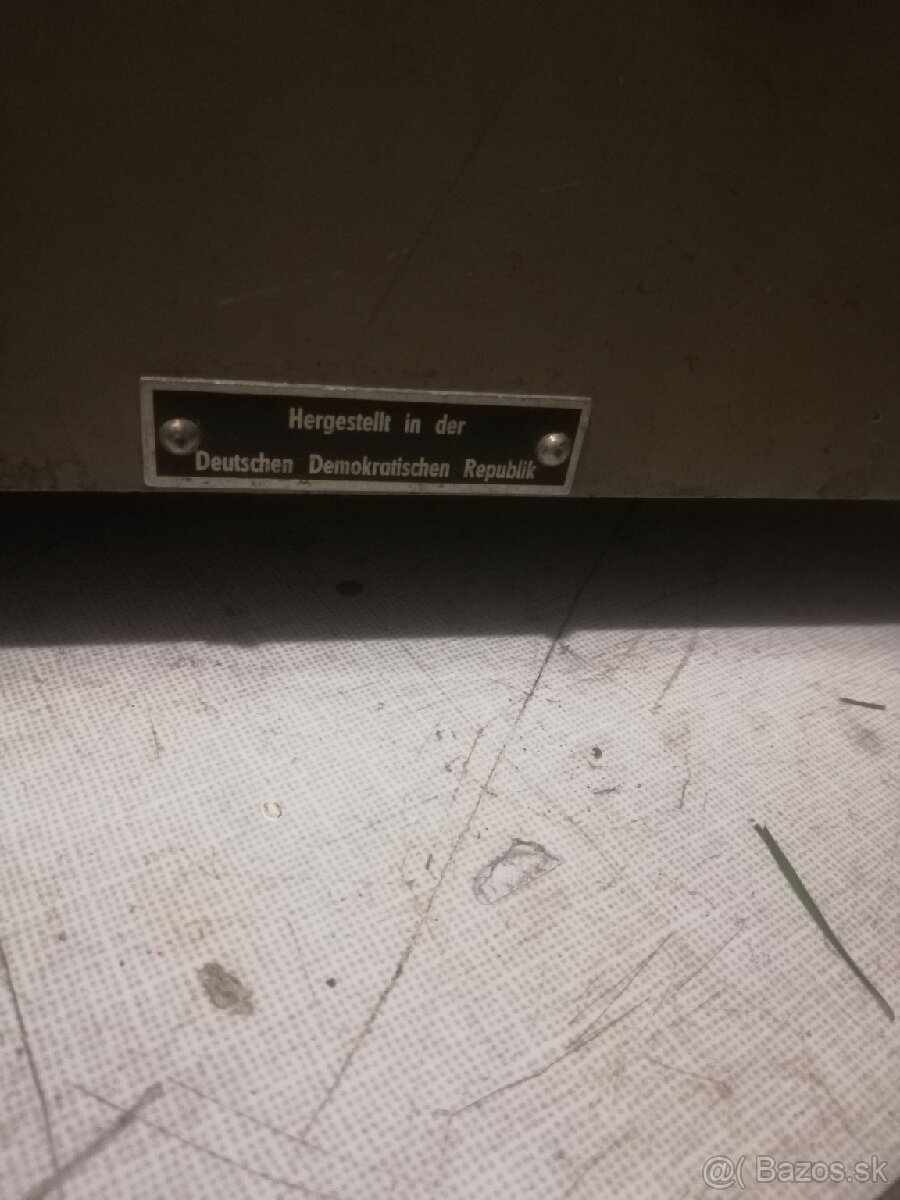 Hergestellt in der
Deutschen Demokratischen Republik
@( Bazos.sk